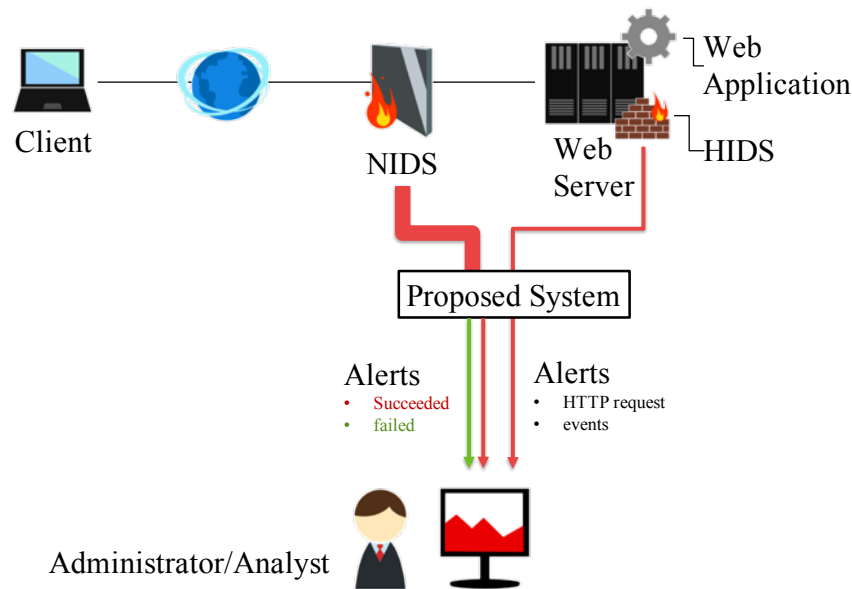 Client
NIDS
Web
Server
Web
Application
HIDS
Proposed System
Alerts
• Succeeded
• failed
Alerts
• HTTP request
• events
Administrator/Analyst